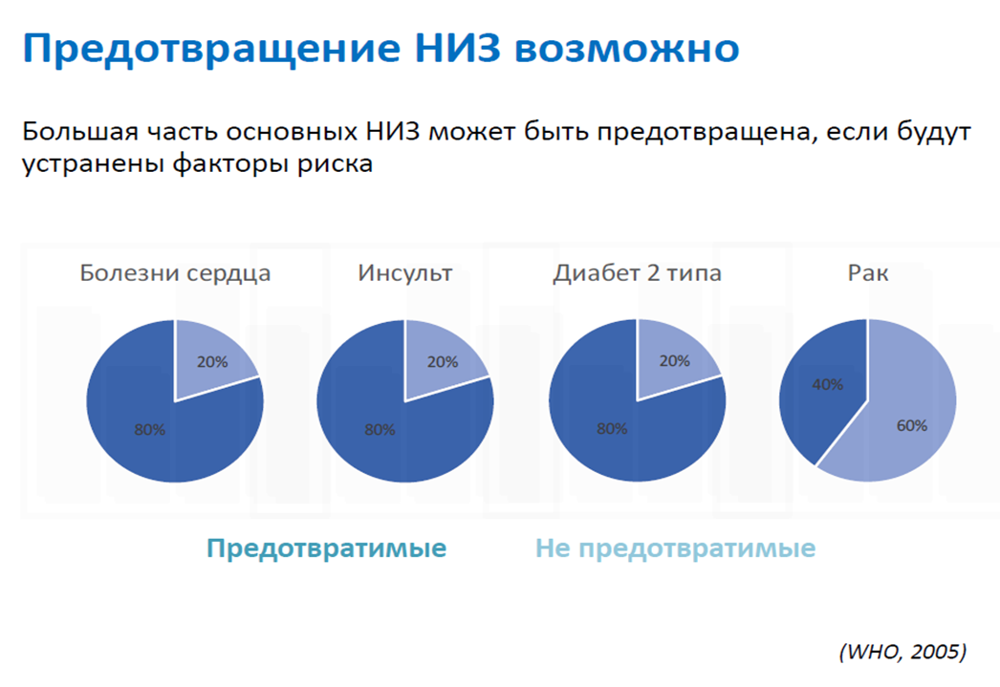 Предотвращение НИЗ возможно
Большая часть основных НИЗ может быть предотвращена, если будут
устранены факторы риска
Болезни сердца
20%
80%
Инсульт
20%
80%
Диабет 2 типа
20%
80%
Рак
40%
60%
Предотвратимые
Не предотвратимые
(WHO, 2005)